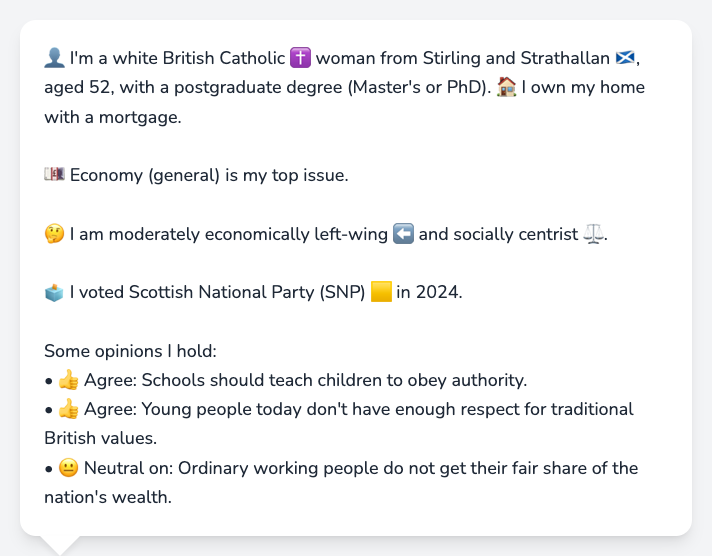 👤 I'm a white British Catholic ✝️ woman from Stirling and Strathallan 🏴󠁧󠁢󠁳󠁣󠁴󠁿,
aged 52, with a postgraduate degree (Master's or PhD). 🏠 I own my home
with a mortgage.
💷 Economy (general) is my top issue.
🤔 I am moderately economically left-wing ⬅️ and socially centrist ⚖️.
🗳️ I voted Scottish National Party (SNP) 🟨 in 2024.
Some opinions I hold:
• 👍 Agree: Schools should teach children to obey authority.
• 👍 Agree: Young people today don't have enough respect for traditional
British values.
• 😐 Neutral on: Ordinary working people do not get their fair share of the
nation's wealth.